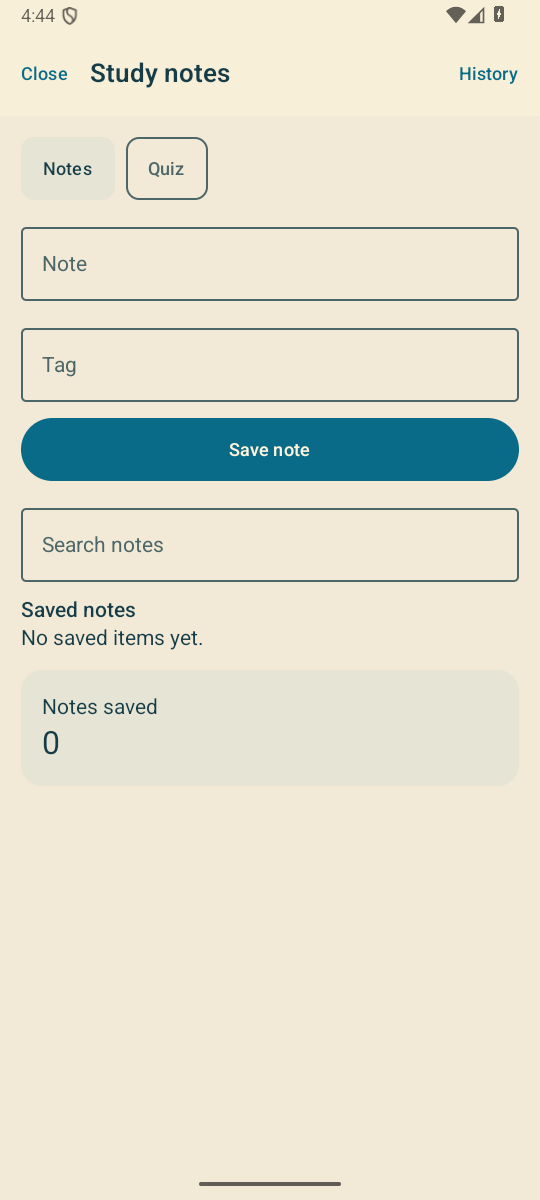 4:44
Close Study notes History
Notes Quiz
Note
Tag
Save note
Search notes
Saved notes
No saved items yet.
Notes saved
0